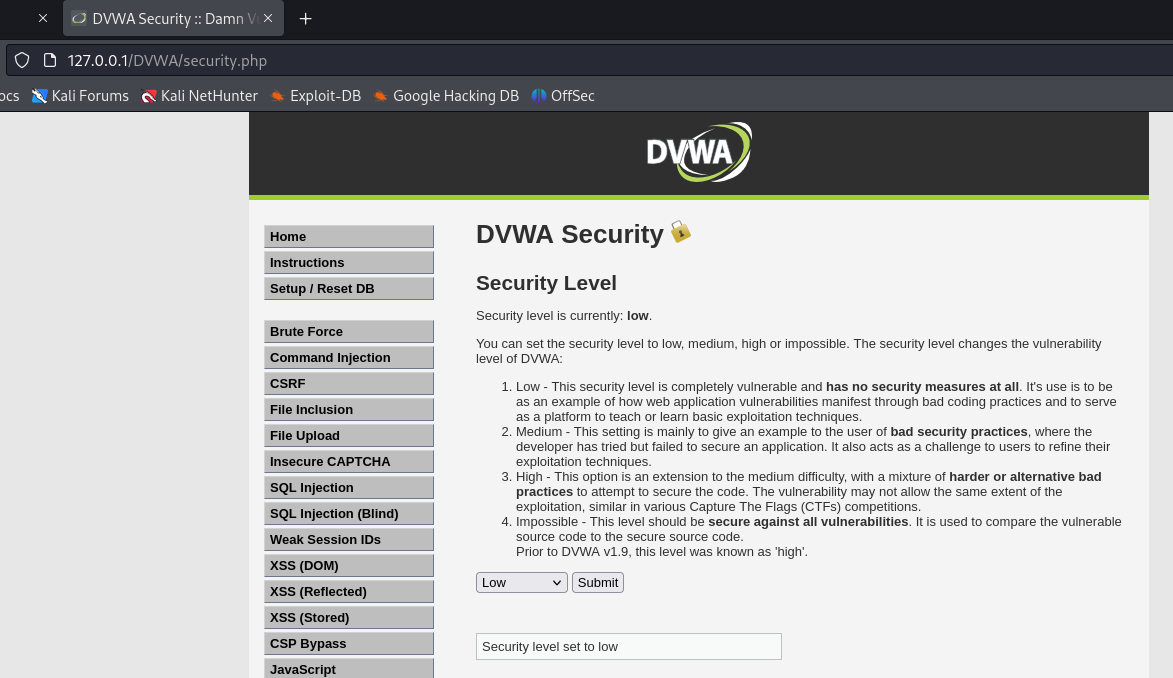 DVWA Security :: Damn Vu
127.0.0.1/DVWA/security.php
ocs Kali Forums Kali NetHunter Exploit-DB Google Hacking DB OffSec
DVWA
Home
Instructions
Setup / Reset DB
Brute Force
Command Injection
CSRF
File Inclusion
File Upload
Insecure CAPTCHA
SQL Injection
SQL Injection (Blind)
Weak Session IDs
XSS (DOM)
XSS (Reflected)
XSS (Stored)
CSP Bypass
JavaScript
DVWA Security
Security Level
Security level is currently: low.
You can set the security level to low, medium, high or impossible. The security level changes the vulnerability
level of DVWA:
1. Low - This security level is completely vulnerable and has no security measures at all. It's use is to be
as an example of how web application vulnerabilities manifest through bad coding practices and to serve
as a platform to teach or learn basic exploitation techniques.
2. Medium - This setting is mainly to give an example to the user of bad security practices, where the
developer has tried but failed to secure an application. It also acts as a challenge to users to refine their
exploitation techniques.
3. High - This option is an extension to the medium difficulty, with a mixture of harder or alternative bad
practices to attempt to secure the code. The vulnerability may not allow the same extent of the
exploitation, similar in various Capture The Flags (CTFs) competitions.
4. Impossible - This level should be secure against all vulnerabilities. It is used to compare the vulnerable
source code to the secure source code.
Prior to DVWA v1.9, this level was known as 'high'.
Low Submit
Security level set to low